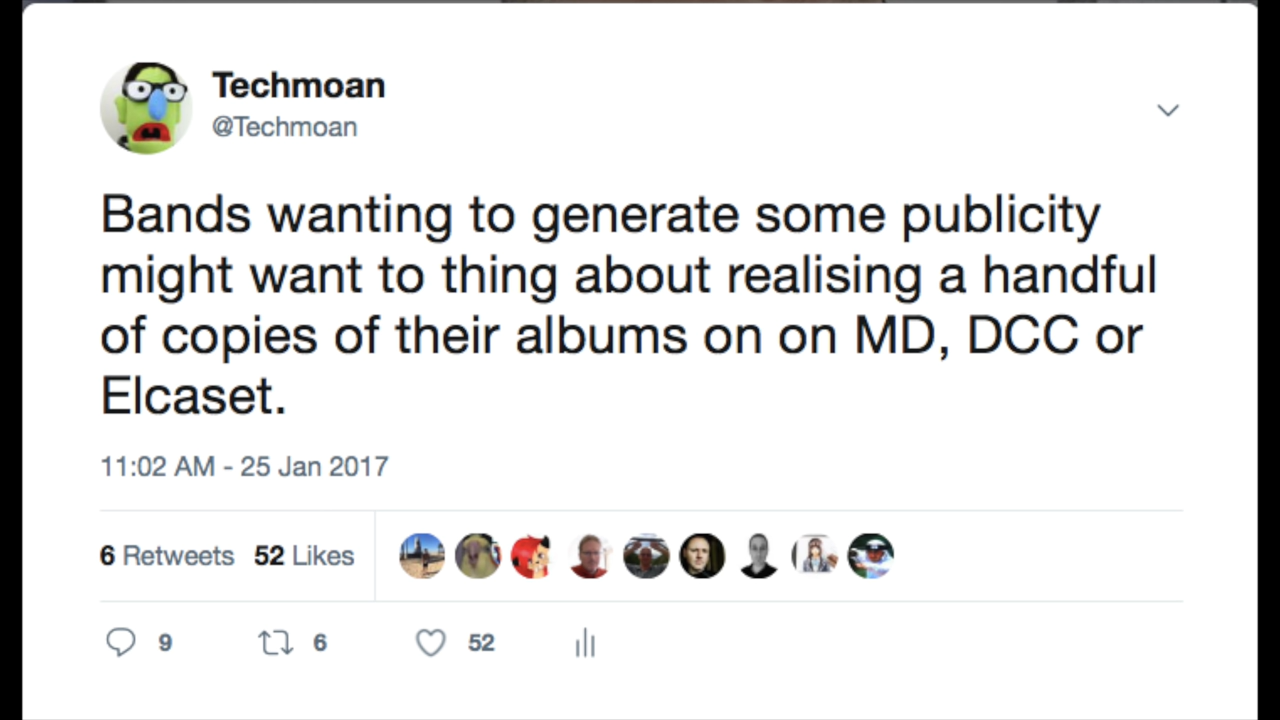 Techmoan
@Techmoan
Bands wanting to generate some publicity
might want to thing about realising a handful
of copies of their albums on on MD, DCC or
Elcaset.
11:02 AM - 25 Jan 2017
6 Retweets 52 Likes
9 6 52